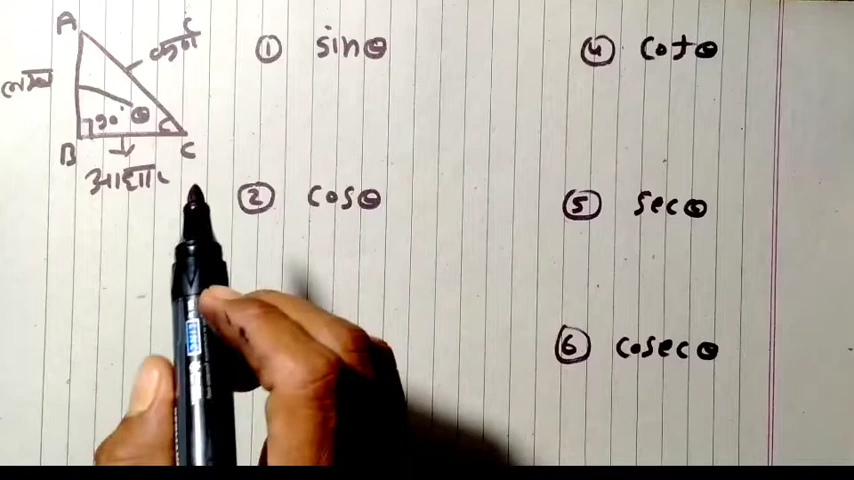 A
कर्ण
लम्ब
90° θ
B C
आधार
① sinθ
② cosθ
④ cotθ
⑤ secθ
⑥ cosecθ